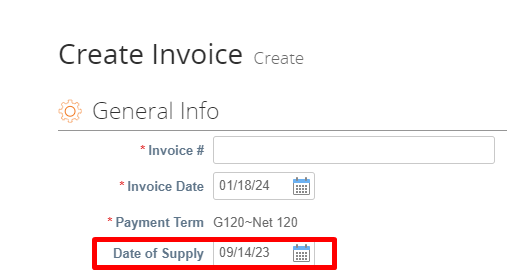 Create Invoice Create
General Info
* Invoice #
* Invoice Date 01/18/24
* Payment Term G120~Net 120
Date of Supply 09/14/23